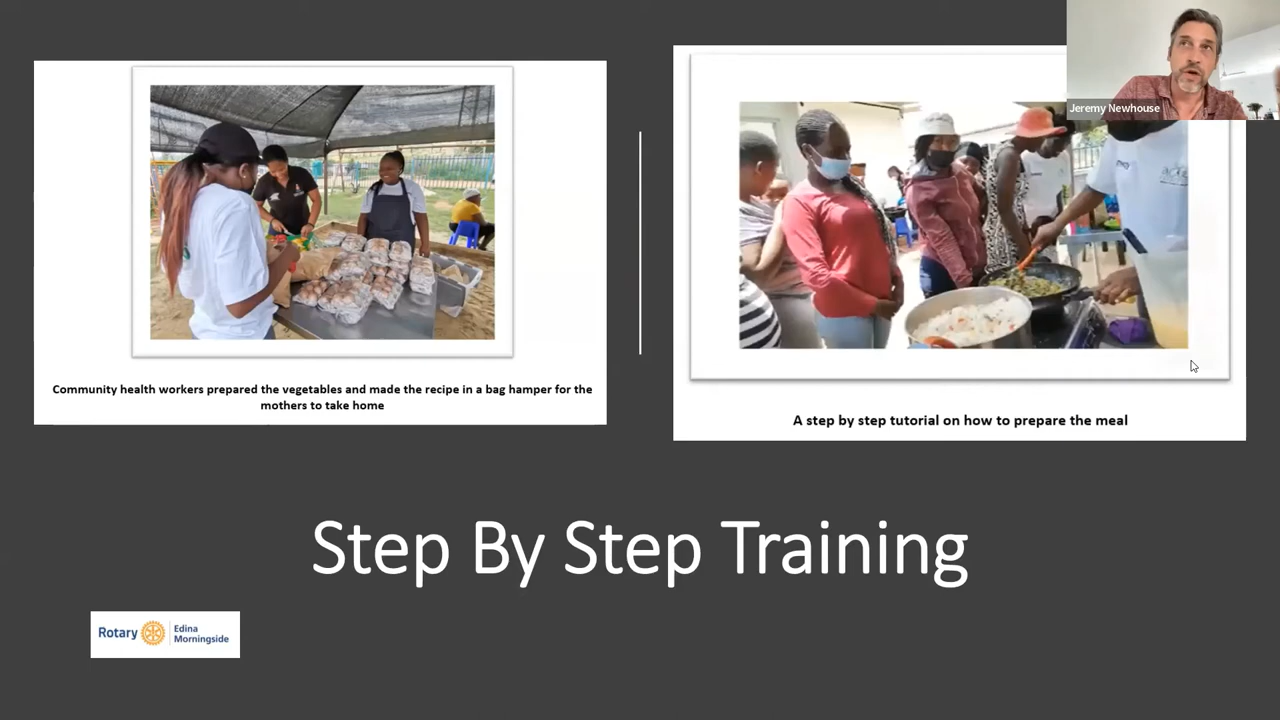 Jeremy Newhouse
Community health workers prepared the vegetables and made the recipe in a bag hamper for the
mothers to take home
A step by step tutorial on how to prepare the meal
Step By Step Training
Rotary
Edina
Morningside